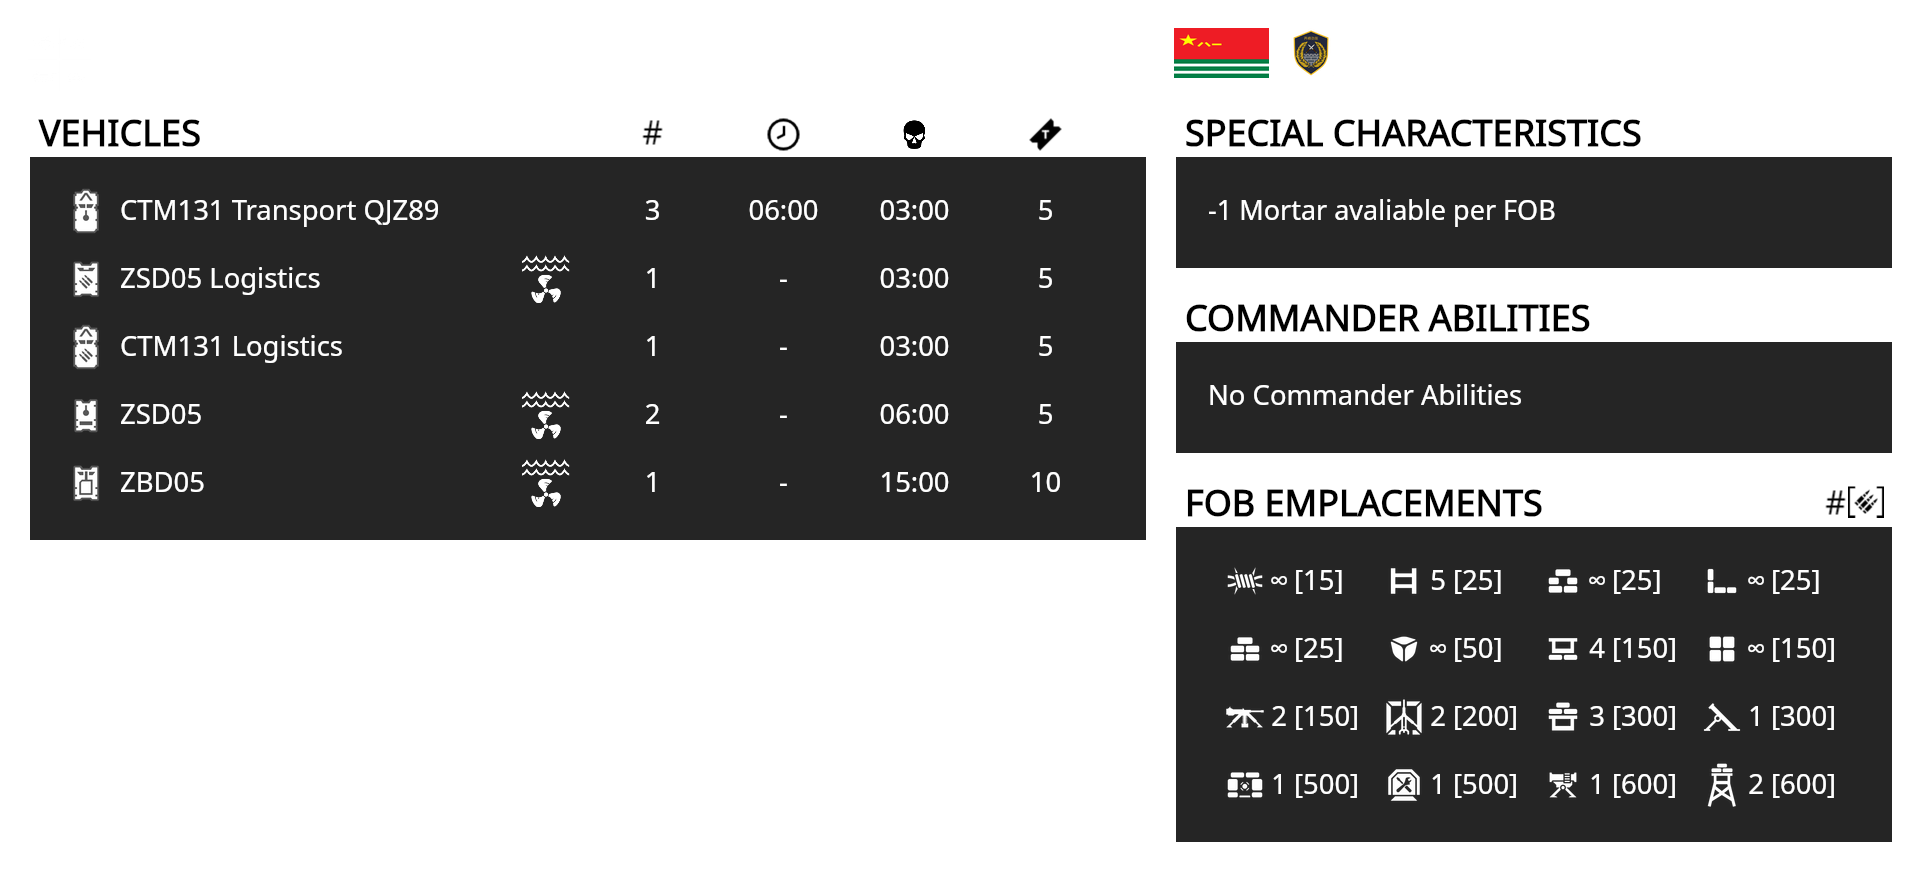 VEHICLES #
CTM131 Transport QJZ89 3 06:00 03:00 5
ZSD05 Logistics 1 - 03:00 5
CTM131 Logistics 1 - 03:00 5
ZSD05 2 - 06:00 5
ZBD05 1 - 15:00 10
SPECIAL CHARACTERISTICS
-1 Mortar avaliable per FOB
COMMANDER ABILITIES
No Commander Abilities
FOB EMPLACEMENTS #[ ]
∞ [15] 5 [25] ∞ [25] ∞ [25]
∞ [25] ∞ [50] 4 [150] ∞ [150]
2 [150] 2 [200] 3 [300] 1 [300]
1 [500] 1 [500] 1 [600] 2 [600]